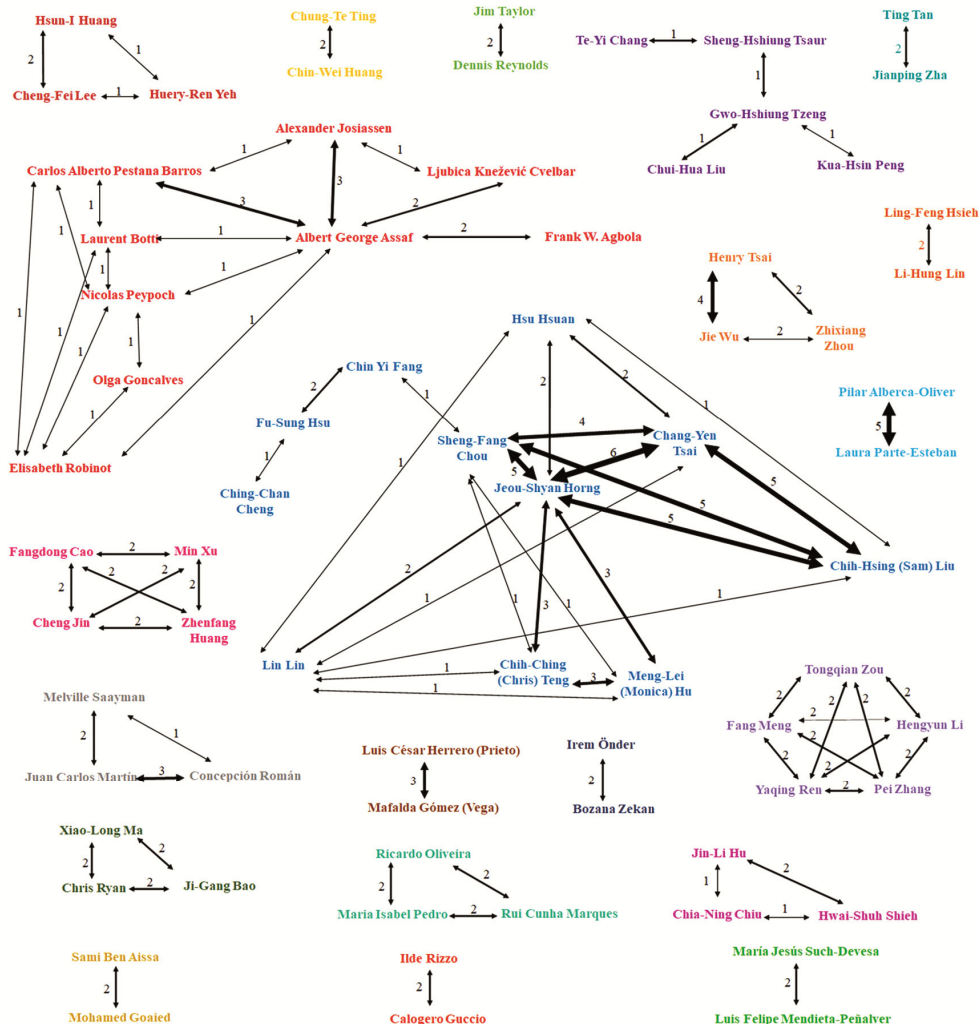 Hsun-I Huang
2
1
Cheng-Fei Lee
1
Huery-Ren Yeh
Chung-Te Ting
2
Chin-Wei Huang
Jim Taylor
2
Dennis Reynolds
Te-Yi Chang
1
Sheng-Hshiung Tsaur
1
Gwo-Hshiung Tzeng
1
1
Chui-Hua Liu
Kua-Hsin Peng
Ting Tan
2
Jianping Zha
Alexander Josiassen
1
3
1
Carlos Alberto Pestana Barros
Ljubica Knežević Cvelbar
3
2
1
1
Laurent Botti
1
Albert George Assaf
2
Frank W. Agbola
1
1
Nicolas Peypoch
1
1
1
1
Olga Goncalves
1
1
Elisabeth Robinot
Ling-Feng Hsieh
2
Li-Hung Lin
Henry Tsai
4
2
Jie Wu
2
Zhixiang
Zhou
Pilar Alberca-Oliver
5
Laura Parte-Esteban
Hsu Hsuan
2
2
1
1
Chin Yi Fang
2
1
Fu-Sung Hsu
1
Ching-Chan
Cheng
Sheng-Fang
Chou
4
Chang-Yen
Tsai
5
6
Jeou-Shyan Horng
5
5
5
Chih-Hsing (Sam) Liu
2
1
1
1
3
3
1
Lin Lin
1
Chih-Ching
(Chris) Teng
3
Meng-Lei
(Monica) Hu
1
Fangdong Cao
2
Min Xu
2
2
2
2
Cheng Jin
2
Zhenfang
Huang
Melville Saayman
2
1
Juan Carlos Martín
3
Concepción Román
Luis César Herrero (Prieto)
3
Mafalda Gómez (Vega)
Irem Önder
2
Bozana Zekan
Tongqian Zou
2
2
2
2
Fang Meng
2
Hengyun Li
2
2
2
2
Yaqing Ren
2
Pei Zhang
Xiao-Long Ma
2
2
Chris Ryan
2
Ji-Gang Bao
Ricardo Oliveira
2
2
Maria Isabel Pedro
2
Rui Cunha Marques
Jin-Li Hu
1
2
Chia-Ning Chiu
1
Hwai-Shuh Shieh
Sami Ben Aissa
2
Mohamed Goaied
Ilde Rizzo
2
Calogero Guccio
María Jesús Such-Devesa
2
Luis Felipe Mendieta-Peñalver